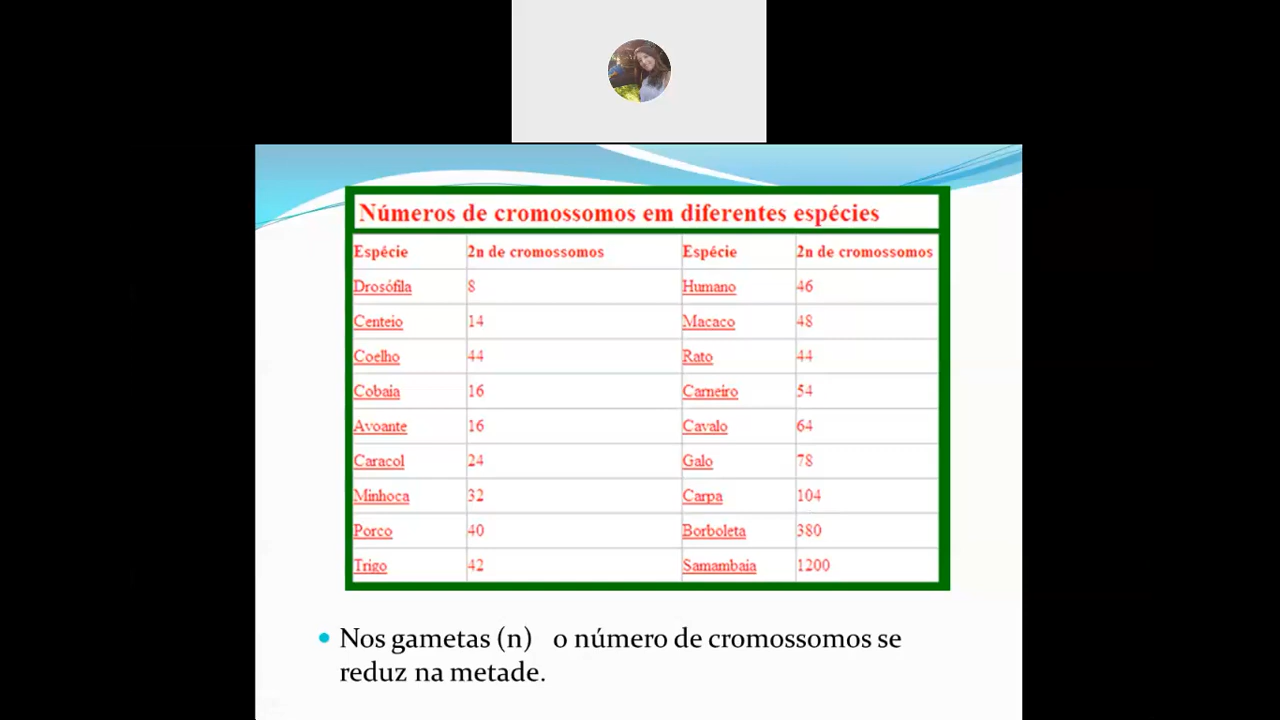 Números de cromossomos em diferentes espécies
Espécie 2n de cromossomos Espécie 2n de cromossomos
Drosófila 8 Humano 46
Centeio 14 Macaco 48
Coelho 44 Rato 44
Cobaia 16 Carneiro 54
Avoante 16 Cavalo 64
Caracol 24 Galo 78
Minhoca 32 Carpa 104
Porco 40 Borboleta 380
Trigo 42 Samambaia 1200
• Nos gametas (n) o número de cromossomos se
reduz na metade.